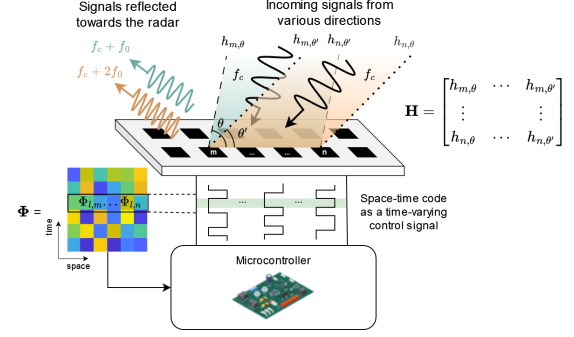 Signals reflected
towards the radar
Incoming signals from
various directions
f_c + f_0
f_c + 2f_0
h_{m,θ}
h_{m,θ'}
h_{n,θ'}
h_{n,θ}
f_c
f_c
θ
θ'
m
...
...
n
H = [h_{m,θ} ⋯ h_{m,θ'}
⋮ ⋮
h_{n,θ} ⋯ h_{n,θ'}]
Φ =
Φ_{l,m} ... Φ_{l,n}
time
space
...
...
Space-time code
as a time-varying
control signal
Microcontroller